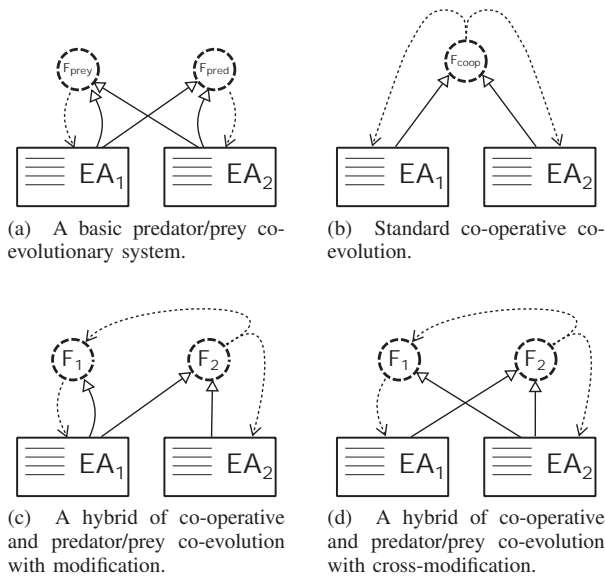 Fprey
Fpred
EA1
EA2
(a) A basic predator/prey co-
evolutionary system.
Fcoop
EA1
EA2
(b) Standard co-operative co-
evolution.
F1
F2
EA1
EA2
(c) A hybrid of co-operative
and predator/prey co-evolution
with modification.
F1
F2
EA1
EA2
(d) A hybrid of co-operative
and predator/prey co-evolution
with cross-modification.